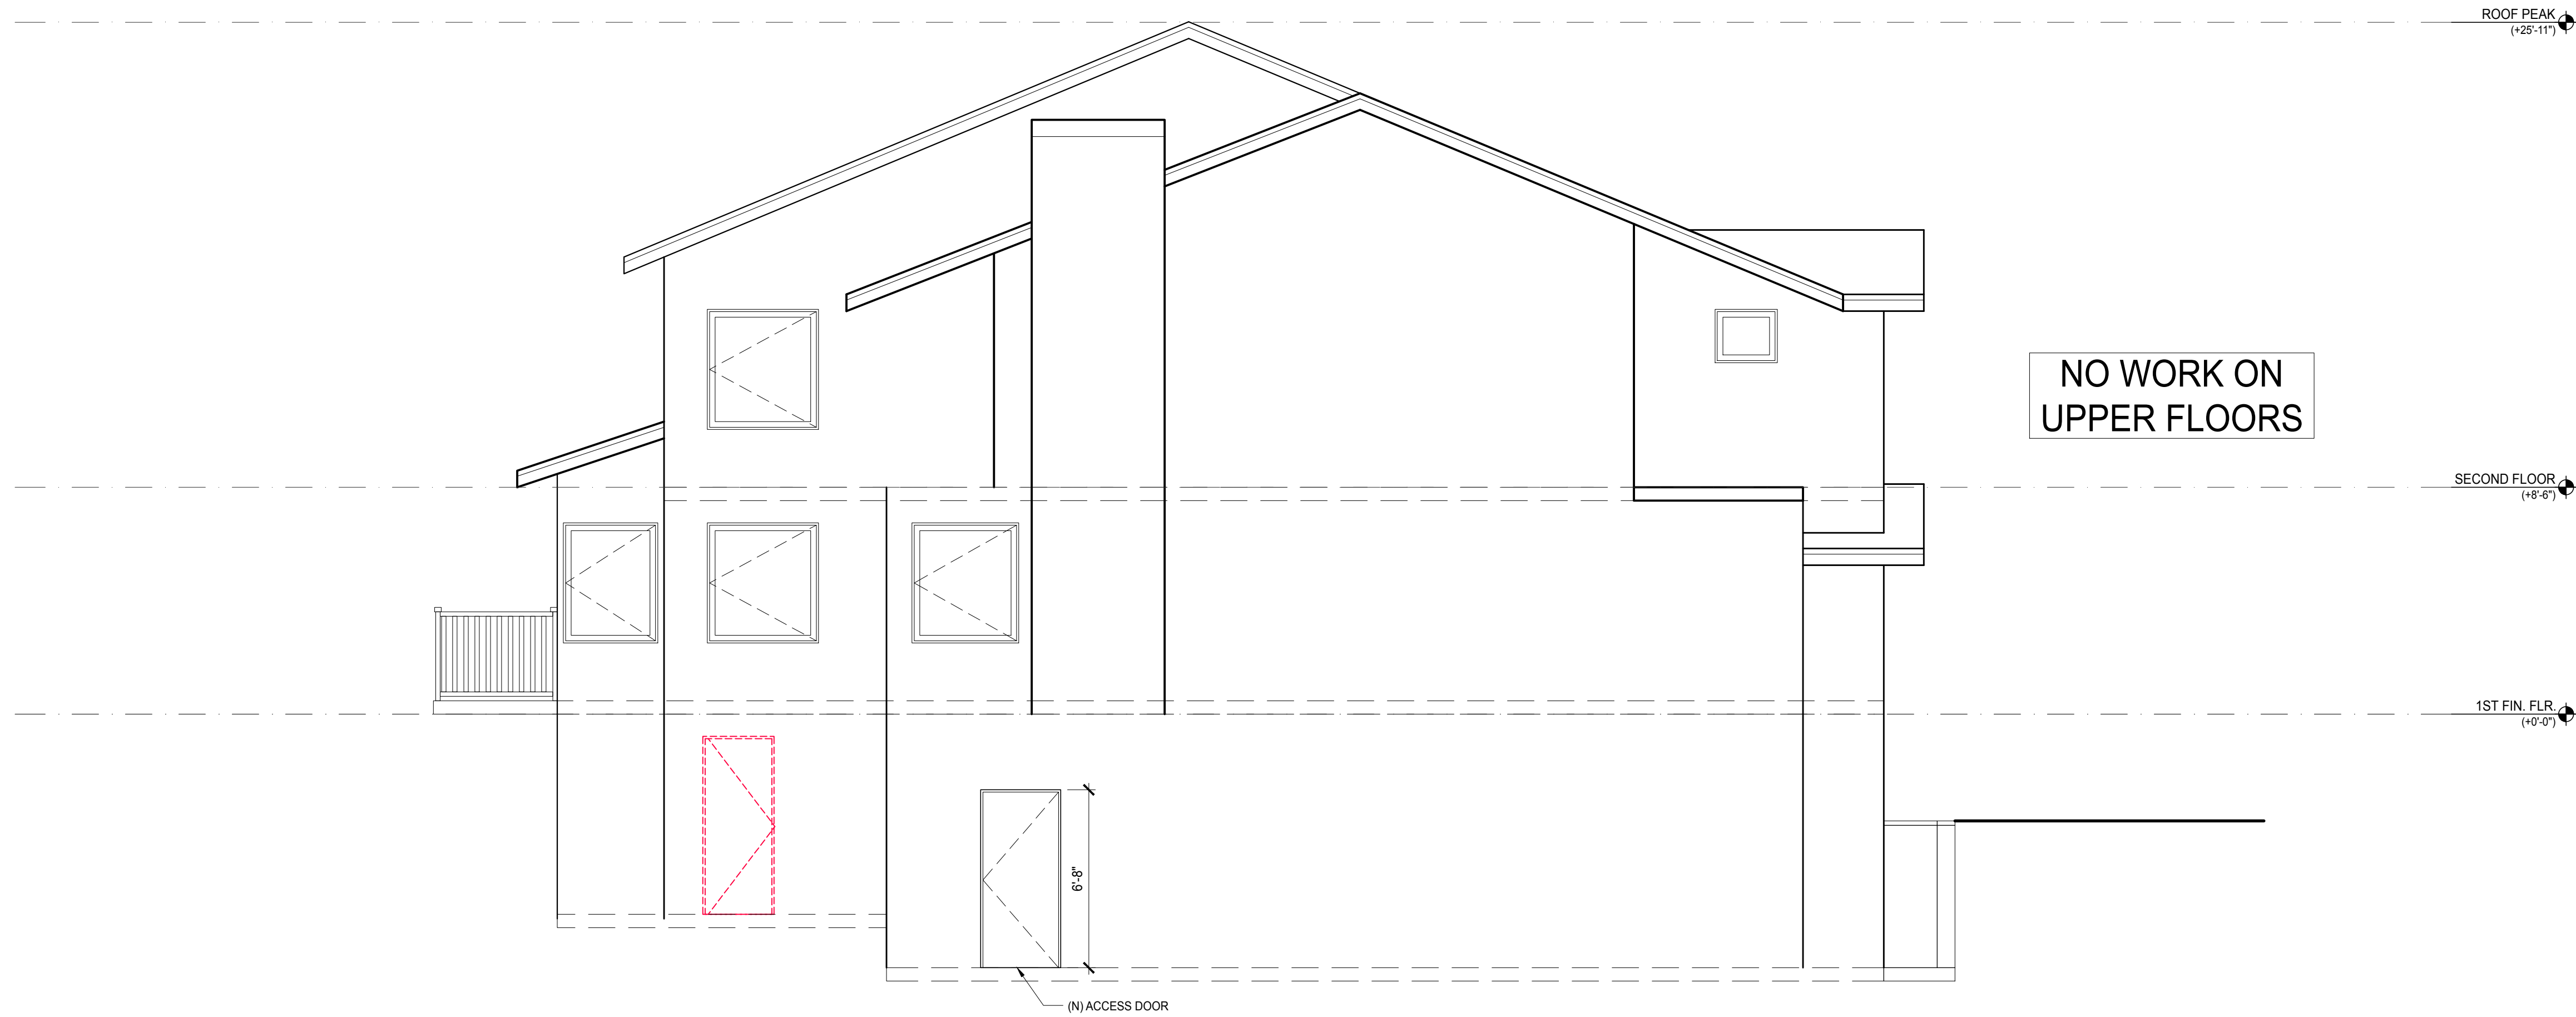 ROOF PEAK
(+25'-11")
NO WORK ON
UPPER FLOORS
SECOND FLOOR
(+8'-6")
1ST FIN. FLR.
(+0'-0")
6'-8"
(N) ACCESS DOOR